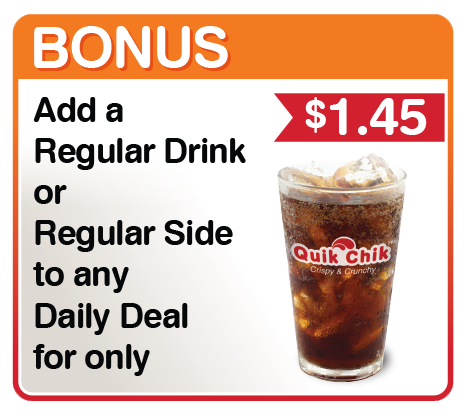 BONUS
Add a
Regular Drink
or
Regular Side
to any
Daily Deal
for only
$1.45
Quik Chik
Crispy & Crunchy